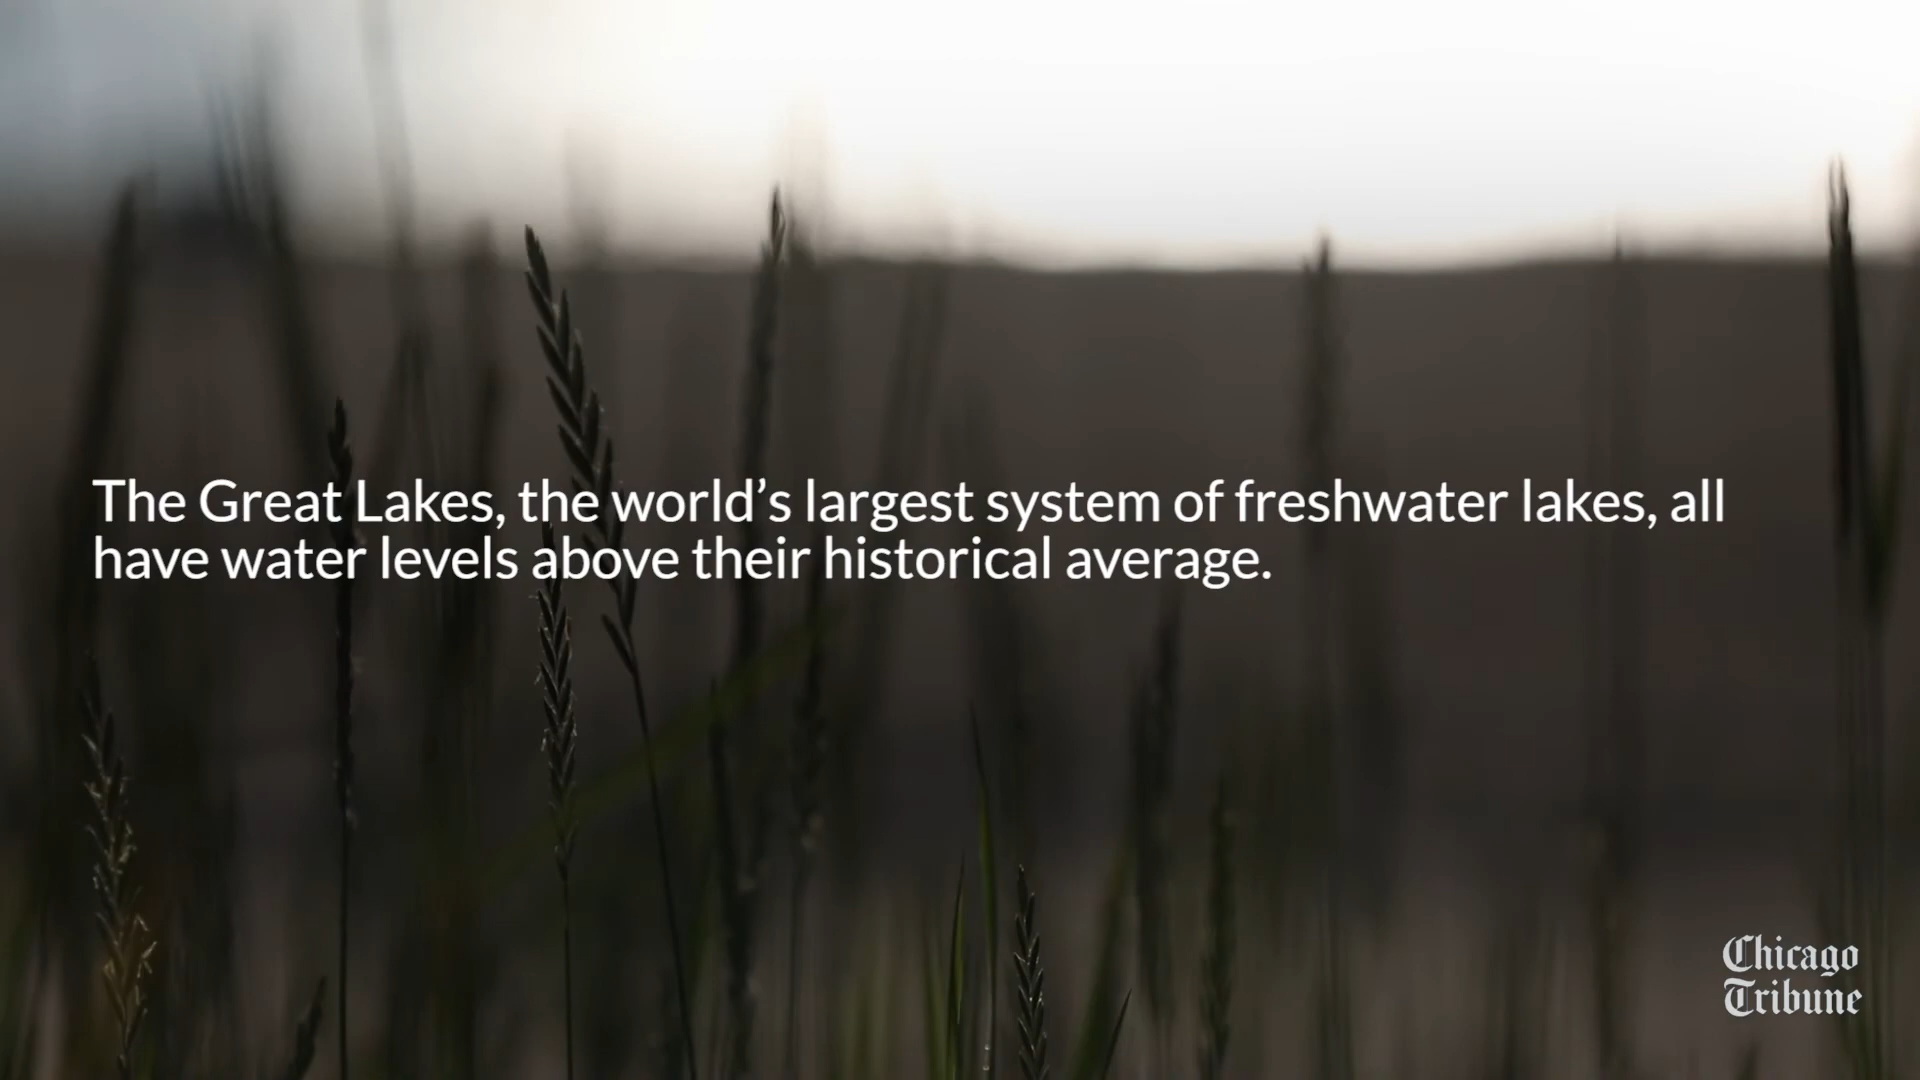 The Great Lakes, the world’s largest system of freshwater lakes, all
have water levels above their historical average.
Chicago
Tribune